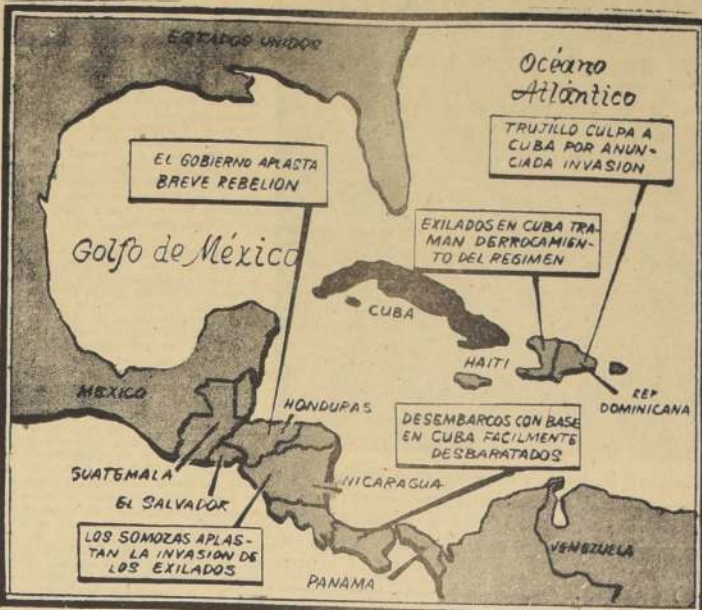 ESTADOS UNIDOS
Océano
Atlántico
TRUJILLO CULPA A
CUBA POR ANUN-
CIADA INVASION
EL GOBIERNO APLASTA
BREVE REBELION
EXILADOS EN CUBA TRA-
MAN DERROCAMIEN-
TO DEL REGIMEN
Golfo de México
CUBA
HAITI
REP
DOMINICANA
MEXICO
HONDURAS
DESEMBARCOS CON BASE
EN CUBA FACILMENTE
DESBARATADOS
GUATEMALA
NICARAGUA
EL SALVADOR
LOS SOMOZAS APLAS-
TAN LA INVASION DE
LOS EXILADOS
VENEZUELA
PANAMA